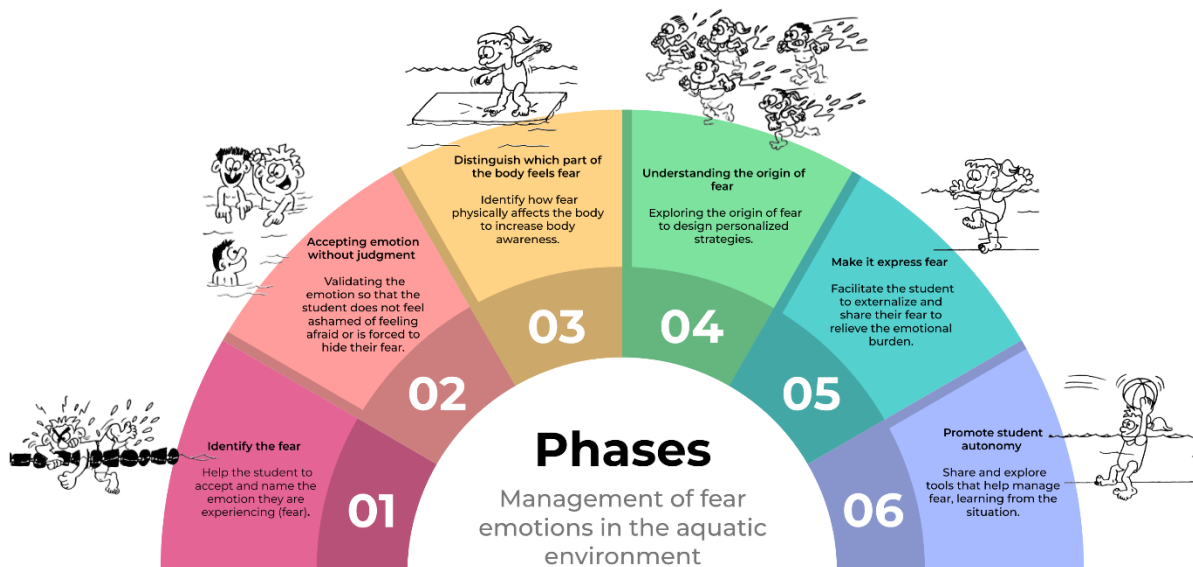 Identify the fear
Help the student to
accept and name the
emotion they are
experiencing (fear).
01
Accepting emotion
without judgment
Validating the
emotion so that the
student does not feel
ashamed of feeling
afraid or is forced to
hide their fear.
02
Distinguish which part of
the body feels fear
Identify how fear
physically affects the body
to increase body
awareness.
03
Understanding the origin of
fear
Exploring the origin of fear
to design personalized
strategies.
04
Make it express fear
Facilitate the student
to externalize and
share their fear to
relieve the emotional
burden.
05
Promote student
autonomy
Share and explore
tools that help manage
fear, learning from the
situation.
06
Phases
Management of fear
emotions in the aquatic
environment